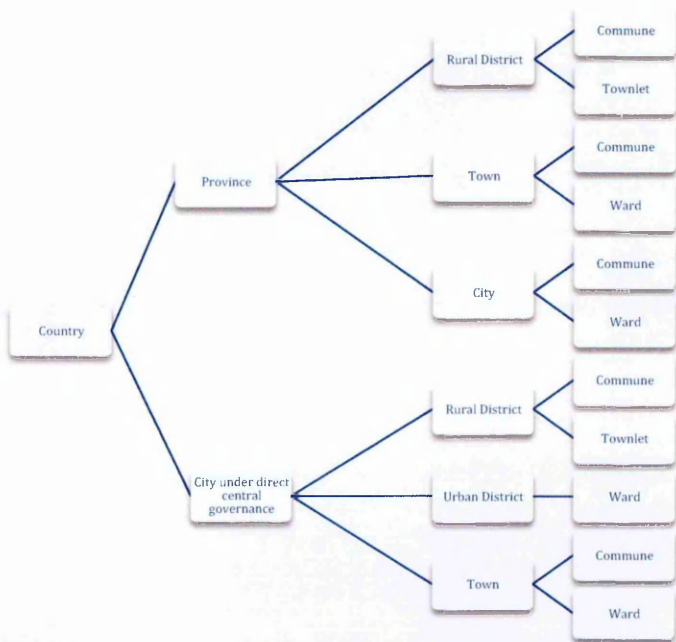 Commune
Rural District
Townlet
Commune
Province
Town
Ward
Commune
City
Ward
Country
Commune
Rural District
Townlet
City under direct
central
governance
Urban District
Ward
Commune
Town
Ward